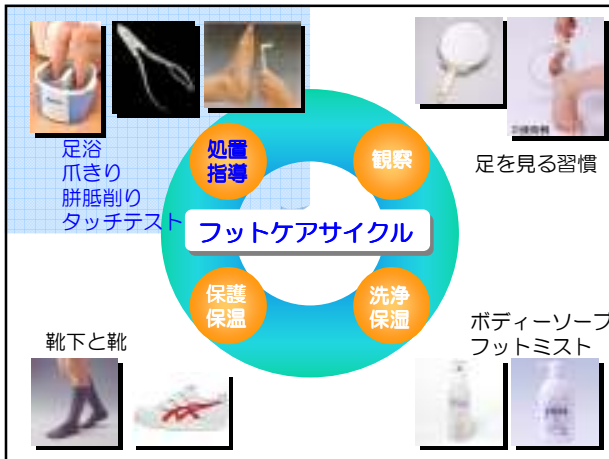 足浴
爪きり
胼胝削り
タッチテスト
処置
指導
観察
足を見る習慣
フットケアサイクル
保護
保温
洗浄
保湿
靴下と靴
ボディーソープ
フットミスト